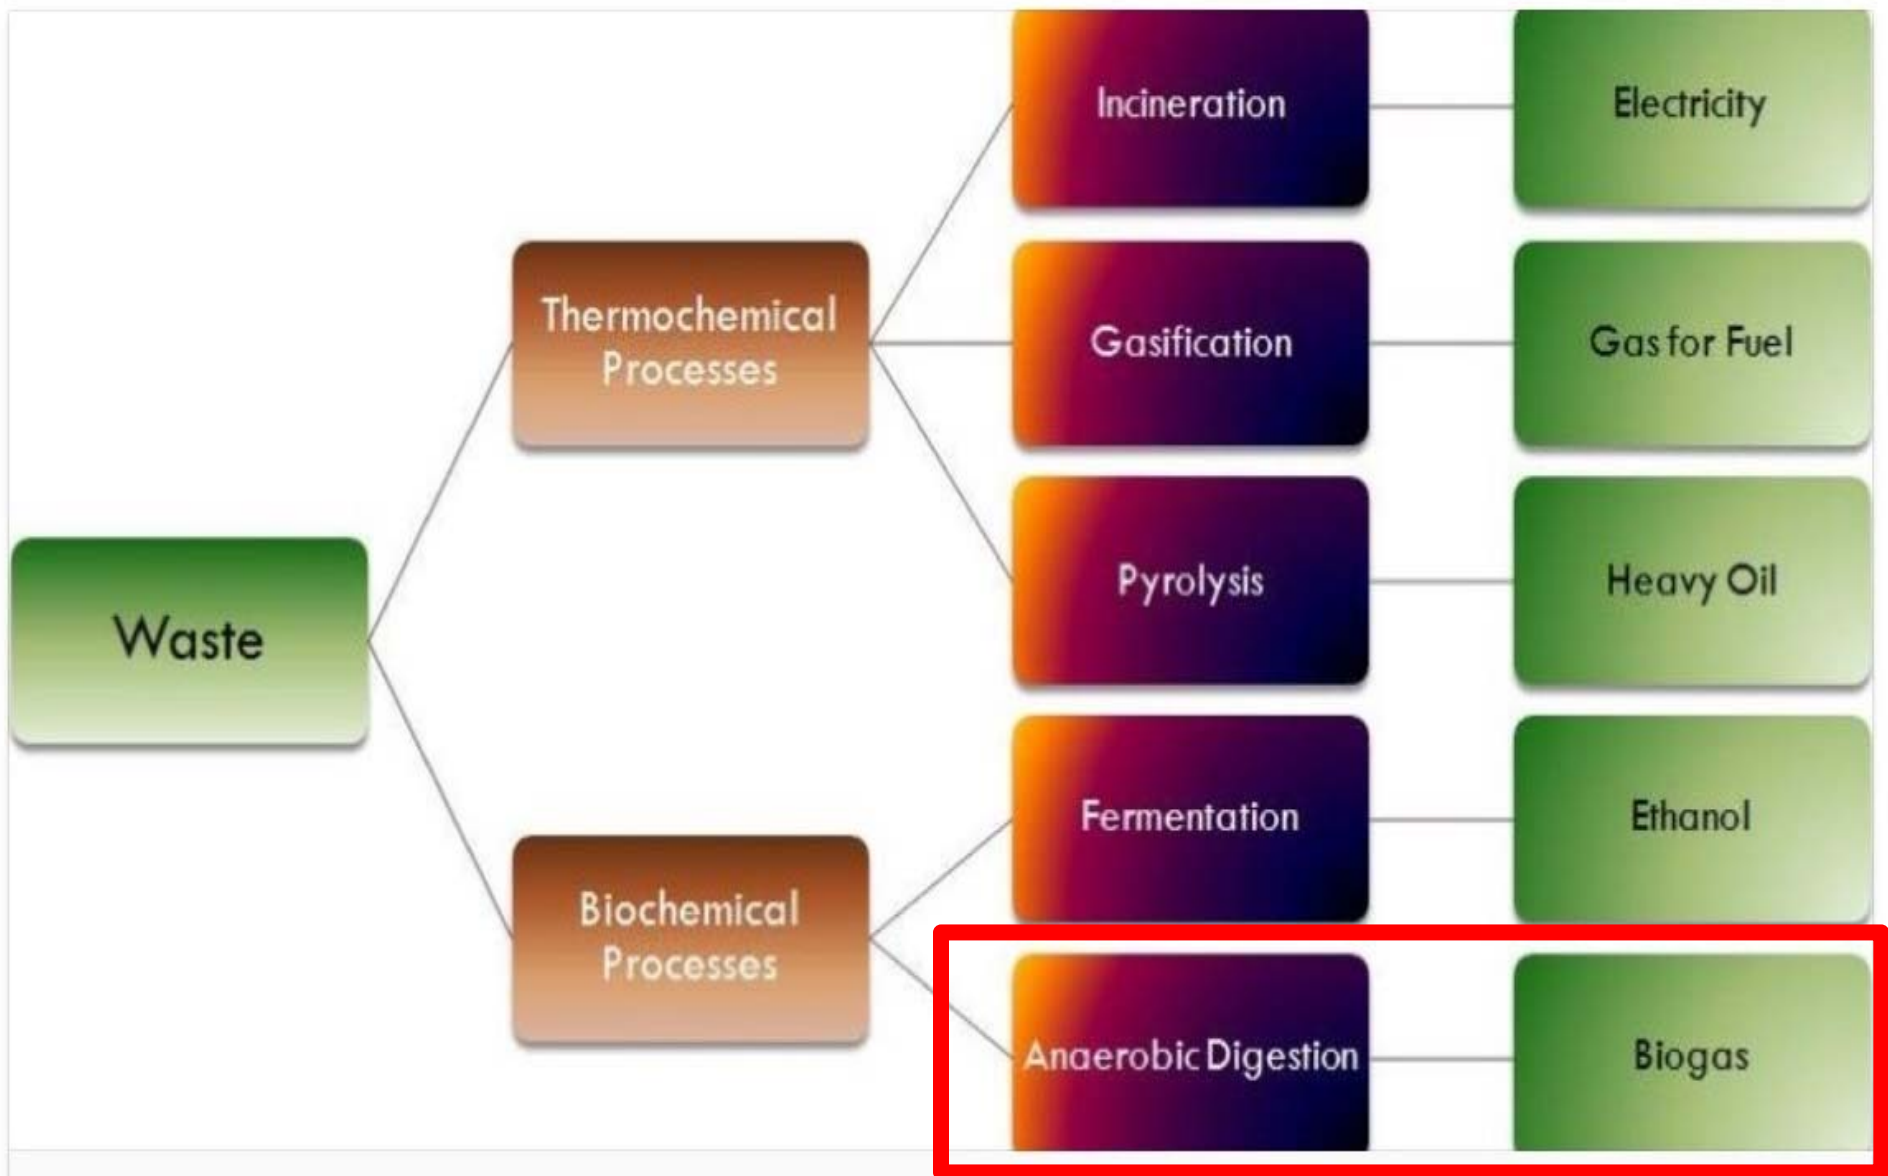 Incineration
Electricity
Thermochemical
Processes
Gasification
Gas for Fuel
Pyrolysis
Heavy Oil
Waste
Fermentation
Ethanol
Biochemical
Processes
Anaerobic Digestion
Biogas